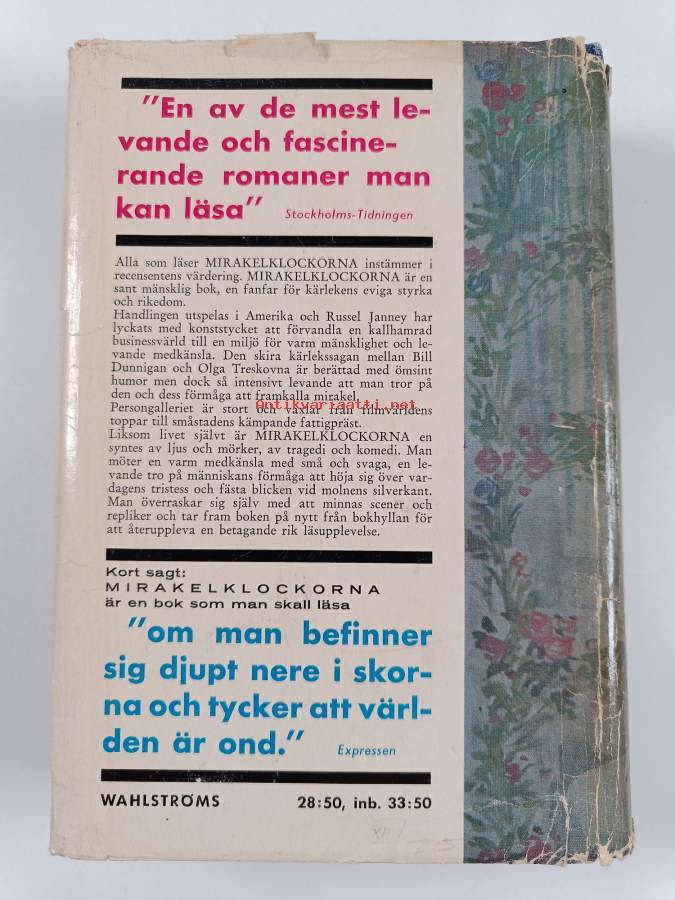 "En av de mest le-
vande och fascine-
rande romaner man
kan läsa" Stockholms-Tidningen
Alla som läser MIRAKELKLOCKORNA instämmer i
recensentens värdering. MIRAKELKLOCKORNA är en
sant mänsklig bok, en fanfar för kärlekens eviga styrka
och rikedom.
Handlingen utspelas i Amerika och Russel Janney har
lyckats med konststycket att förvandla en kallhamrad
businessvärld till en miljö för varm mänsklighet och le-
vande medkänsla. Den skira kärlekssagan mellan Bill
Dunnigan och Olga Treskovna är berättad med ömsint
humor men dock så intensivt levande att man tror på
den och dess förmåga att framkalla mirakel.
Antikvariaatti.net
Persongalleriet är stort och växlar från filmvärldens
toppar till småstadens kämpande fattigpräst.
Liksom livet självt är MIRAKELKLOCKORNA en
syntes av ljus och mörker, av tragedi och komedi. Man
möter en varm medkänsla med små och svaga, en le-
vande tro på människans förmåga att höja sig över var-
dagens tristess och fästa blicken vid molnens silverkant.
Man överraskar sig själv med att minnas scener och
repliker och tar fram boken på nytt från bokhyllan för
att återuppleva en betagande rik läsupplevelse.
Kort sagt:
MIRAKELKLOCKORNA
är en bok som man skall läsa
"om man befinner
sig djupt nere i skor-
na och tycker att värl-
den är ond." Expressen
WAHLSTRÖMS 28:50, inb. 33:50